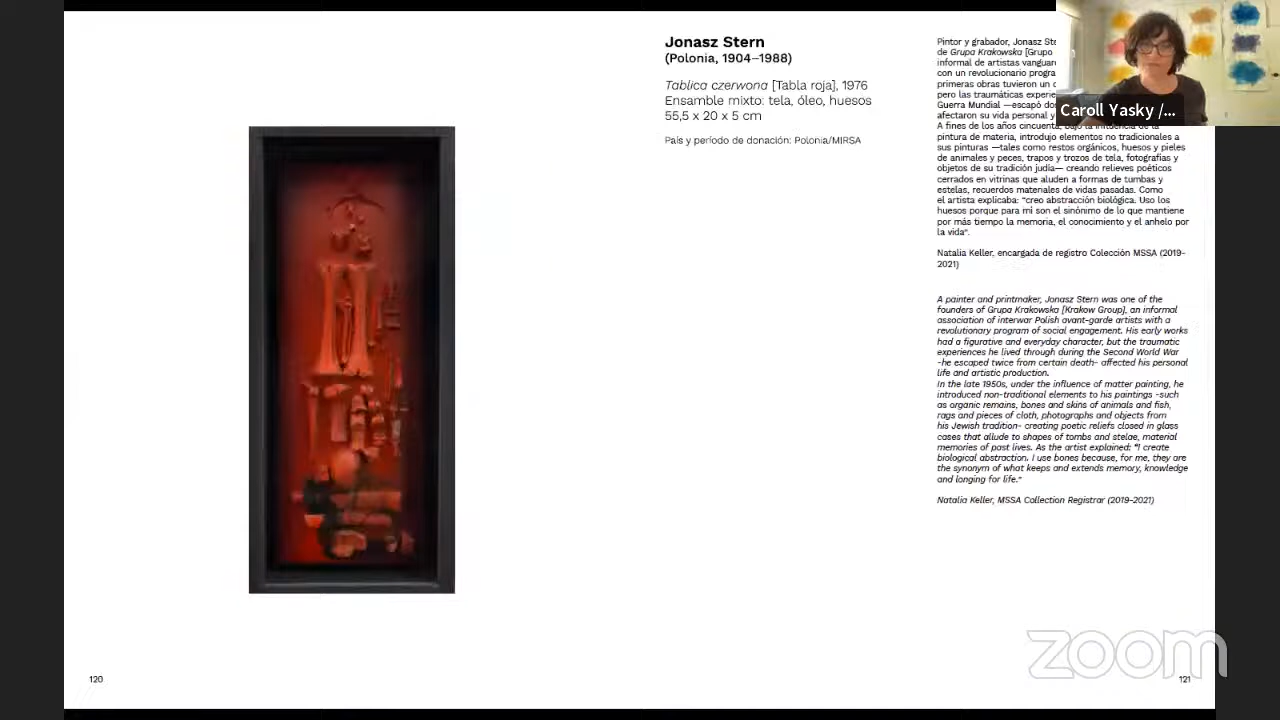 Jonasz Stern
(Polonia, 1904–1988)
Tablica czerwona [Tabla roja], 1976
Ensamble mixto: tela, óleo, huesos
55,5 x 20 x 5 cm
País y período de donación: Polonia/MIRSA
Pintor y grabador, Jonasz Ste
de Grupa Krakowska [Grupo
informal de artistas vanguar
con un revolucionario progra
primeras obras tuvieron un c
pero las traumáticas experie
Guerra Mundial —escapó dos
afectaron su vida personal y
A fines de los años cincuenta, bajo la influencia de la
pintura de materia, introdujo elementos no tradicionales a
sus pinturas —tales como restos orgánicos, huesos y pieles
de animales y peces, trapos y trozos de tela, fotografías y
objetos de su tradición judía— creando relieves poéticos
cerrados en vitrinas que aluden a formas de tumbas y
estelas, recuerdos materiales de vidas pasadas. Como
el artista explicaba: "creo abstracción biológica. Uso los
huesos porque para mí son el sinónimo de lo que mantiene
por más tiempo la memoria, el conocimiento y el anhelo por
la vida".
Natalia Keller, encargada de registro Colección MSSA (2019-
2021)
A painter and printmaker, Jonasz Stern was one of the
founders of Grupa Krakowska [Krakow Group], an informal
association of interwar Polish avant-garde artists with a
revolutionary program of social engagement. His early works
had a figurative and everyday character, but the traumatic
experiences he lived through during the Second World War
-he escaped twice from certain death- affected his personal
life and artistic production.
In the late 1950s, under the influence of matter painting, he
introduced non-traditional elements to his paintings -such
as organic remains, bones and skins of animals and fish,
rags and pieces of cloth, photographs and objects from
his Jewish tradition- creating poetic reliefs closed in glass
cases that allude to shapes of tombs and stelae, material
memories of past lives. As the artist explained: "I create
biological abstraction. I use bones because, for me, they are
the synonym of what keeps and extends memory, knowledge
and longing for life."
Natalia Keller, MSSA Collection Registrar (2019-2021)
Caroll Yasky /...
zoom
120
121